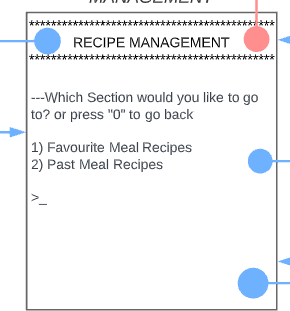 MANAGEMENT
****************************************************
RECIPE MANAGEMENT
****************************************************
---Which Section would you like to go
to? or press "0" to go back
1) Favourite Meal Recipes
2) Past Meal Recipes
>_